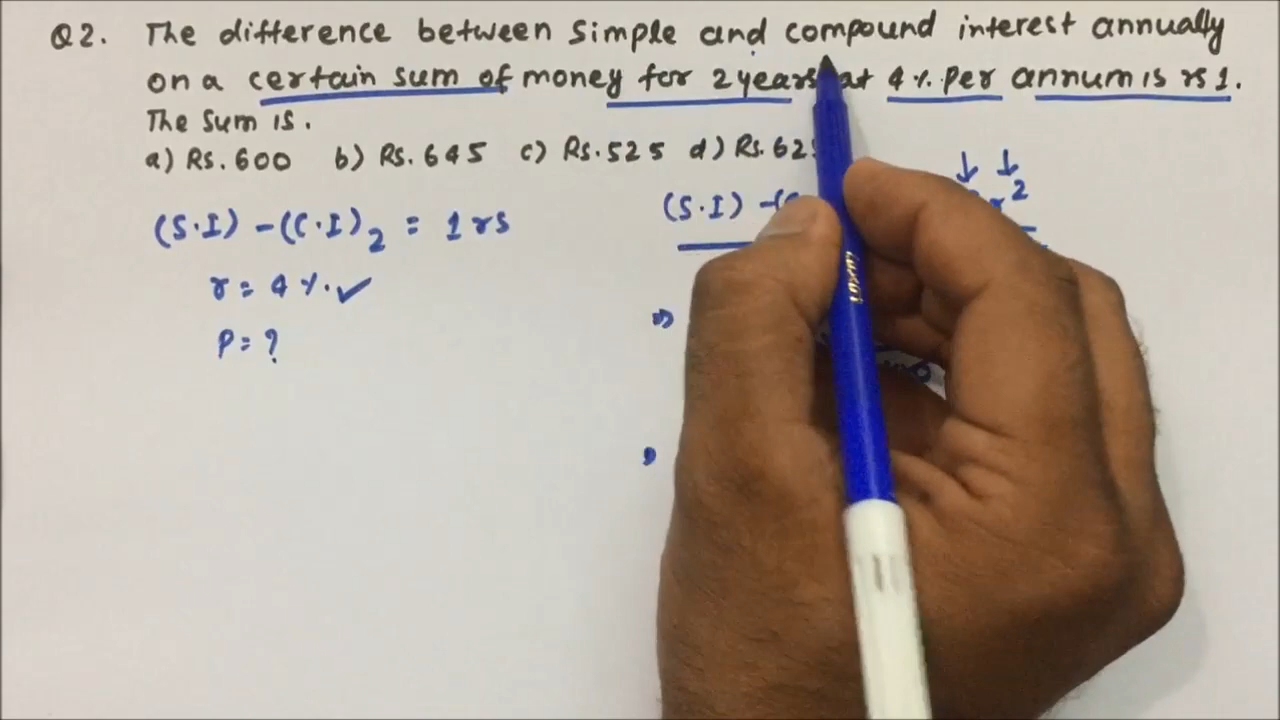 Q2. The difference between Simple and compound interest annually
on a certain sum of money for 2 years at 4 % per annum is rs 1.
The Sum is.
a) Rs. 600 b) Rs. 645 c) Rs. 525 d) Rs. 62
(S.I) - (C.I)2 = 1 rs (S.I) - r2
r = 4 %. ✓
P = ?